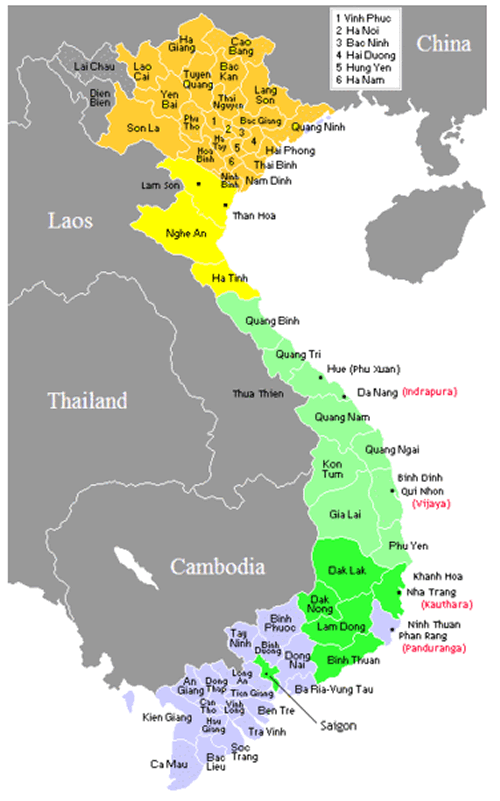 1 Vinh Phuc
2 Ha Noi
3 Bac Ninh
4 Hai Duong
5 Hung Yen
6 Ha Nam
China
Ha
Giang
Cao
Bang
Lai Chau
Lao
Cai
Tuyen
Quang
Bac
Kan
Lang
Son
Dien
Bien
Yen
Bai
Thai
Nguyen
Son La
Phu
Tho
1
2
3
Bac Giang
Quang Ninh
Ha
Tay
4
5
Hai Phong
Hoa
Binh
6
Thai Binh
Ninh
Binh
Nam Dinh
Lam Son
Than Hoa
Laos
Nghe An
Ha Tinh
Quang Binh
Quang Tri
Hue (Phu Xuan)
Thua Thien
Da Nang (Indrapura)
Thailand
Quang Nam
Quang Ngai
Kon
Tum
Binh Dinh
Qui Nhon
(Vijaya)
Gia Lai
Phu Yen
Cambodia
Dak Lak
Khanh Hoa
Nha Trang
(Kauthara)
Dak
Nong
Lam Dong
Ninh Thuan
Phan Rang
(Panduranga)
Binh
Phuoc
Tay
Ninh
Binh
Duong
Dong
Nai
Binh Thuan
Long
An
An
Giang
Dong
Thap
Tien Giang
Ba Ria-Vung Tau
Can
Tho
Vinh
Long
Ben Tre
Kien Giang
Hau
Giang
Tra Vinh
Saigon
Soc
Trang
Ca Mau
Bac
Lieu